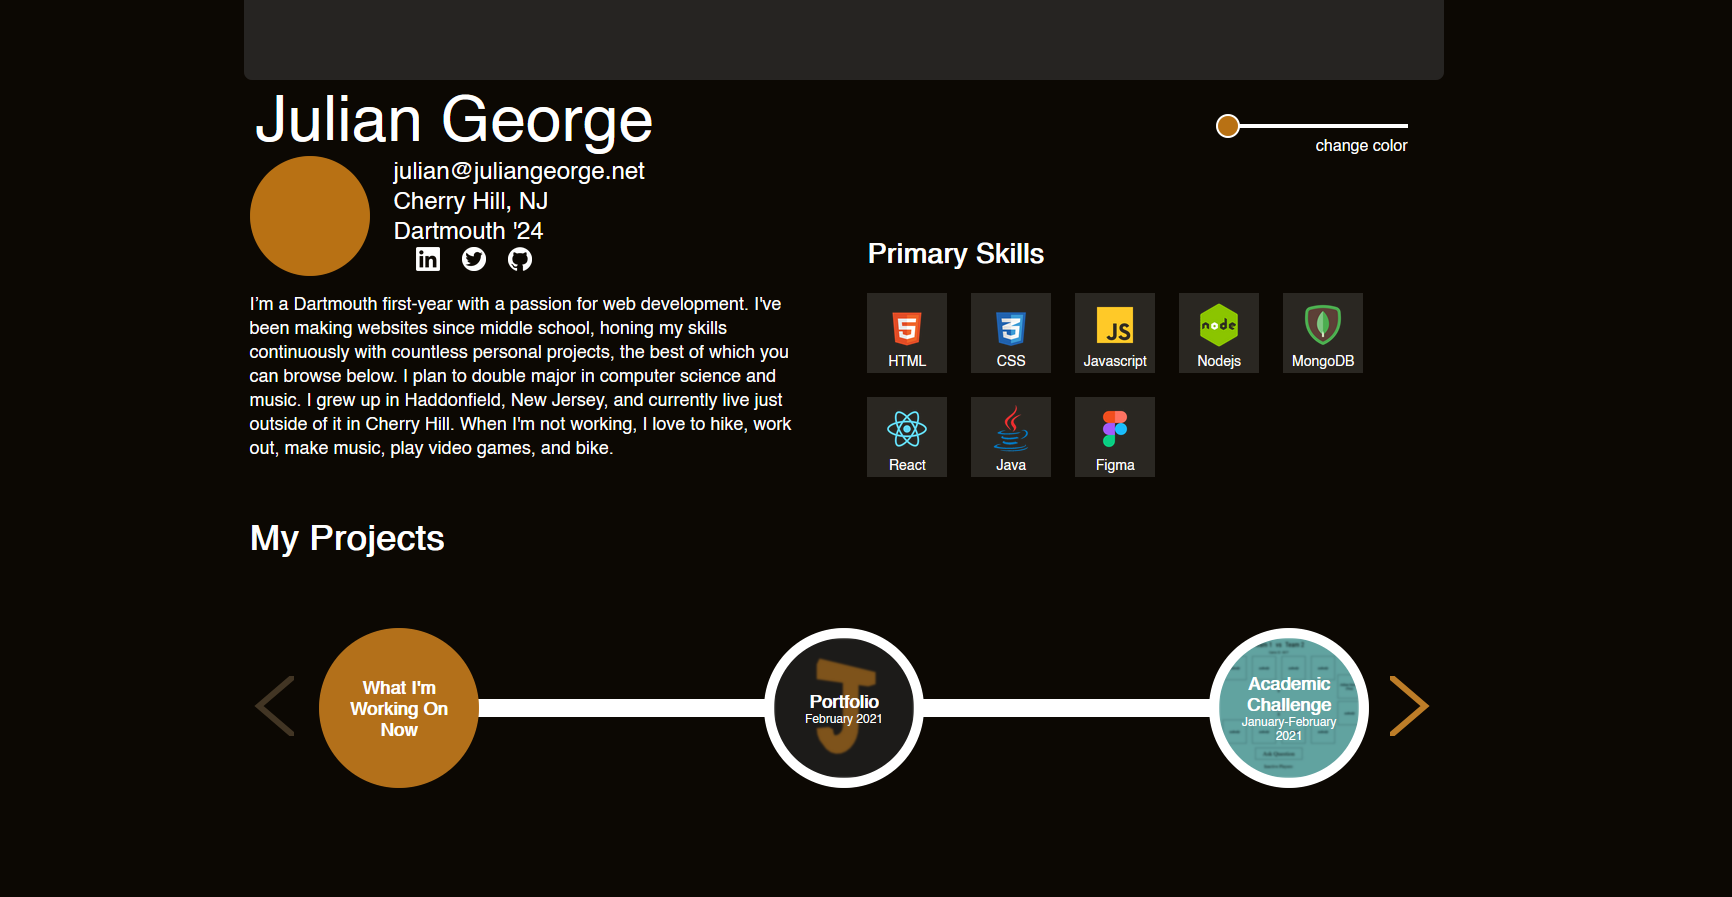 Julian George
change color
julian@juliangeorge.net
Cherry Hill, NJ
Dartmouth '24
I’m a Dartmouth first-year with a passion for web development. I've
been making websites since middle school, honing my skills
continuously with countless personal projects, the best of which you
can browse below. I plan to double major in computer science and
music. I grew up in Haddonfield, New Jersey, and currently live just
outside of it in Cherry Hill. When I'm not working, I love to hike, work
out, make music, play video games, and bike.
Primary Skills
HTML
CSS
JS
Javascript
node
Nodejs
MongoDB
React
Java
Figma
My Projects
What I'm
Working On
Now
J
Portfolio
February 2021
Academic
Challenge
January-February
2021
Ask Question